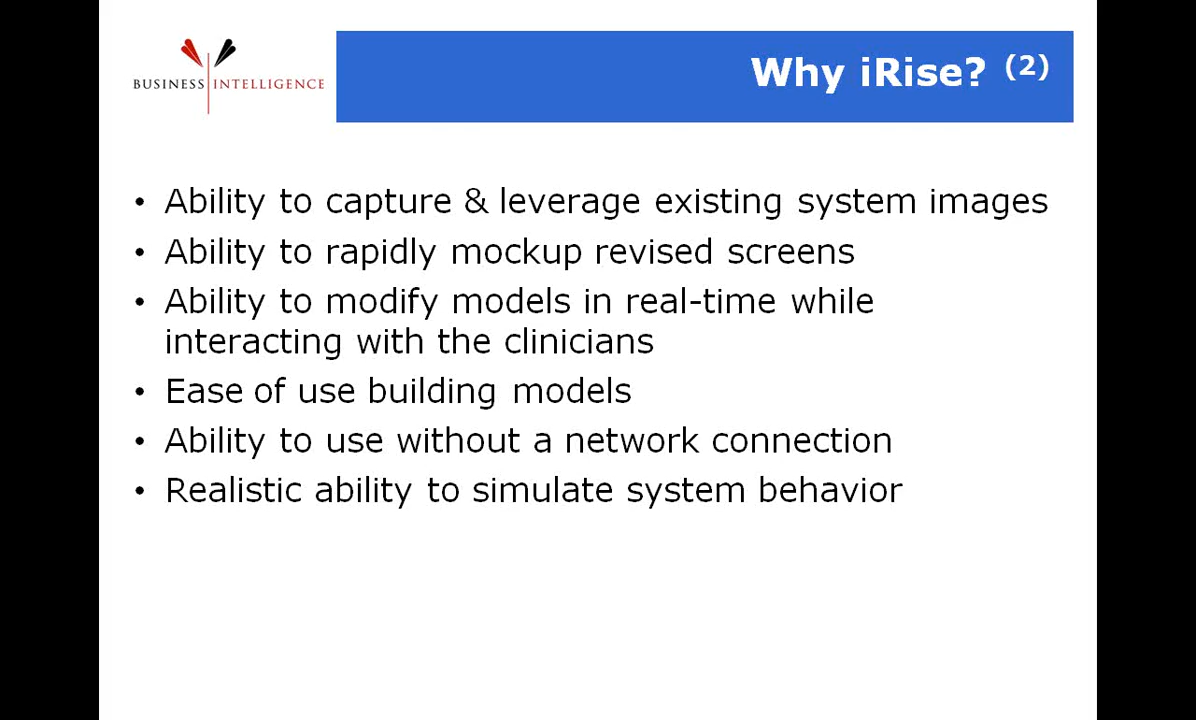 BUSINESS INTELLIGENCE
Why iRise? (2)
• Ability to capture & leverage existing system images
• Ability to rapidly mockup revised screens
• Ability to modify models in real-time while
interacting with the clinicians
• Ease of use building models
• Ability to use without a network connection
• Realistic ability to simulate system behavior